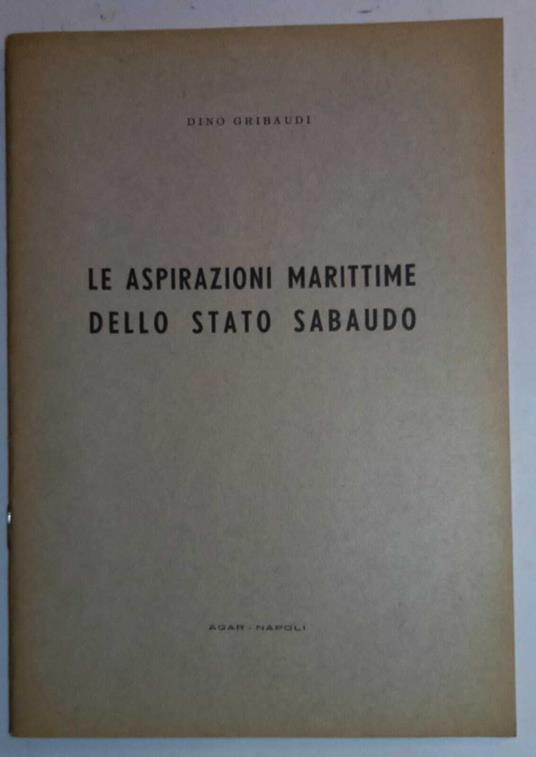 DINO GRIBAUDI
LE ASPIRAZIONI MARITTIME
DELLO STATO SABAUDO
AGAR - NAPOLI